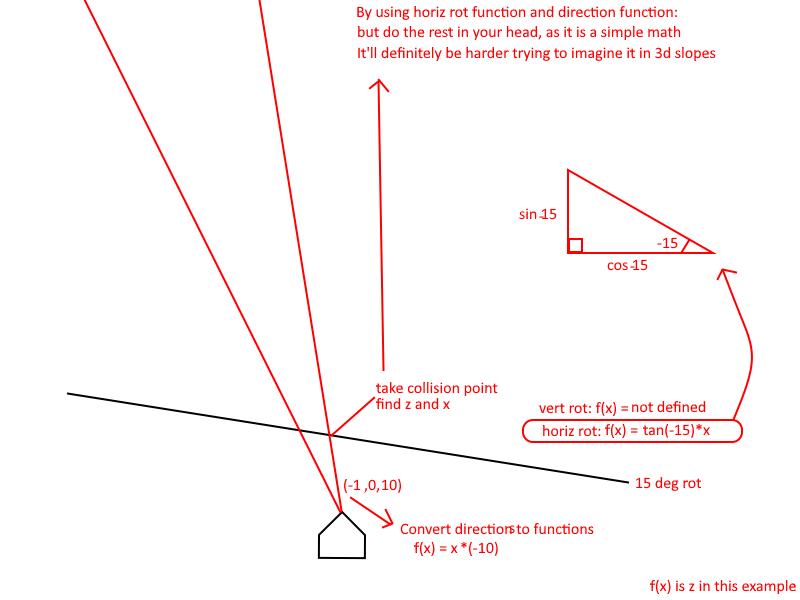 By using horiz rot function and direction function:
but do the rest in your head, as it is a simple math
It'll definitely be harder trying to imagine it in 3d slopes
sin-15
-15
cos-15
take collision point
find z and x
vert rot: f(x) = not defined
horiz rot: f(x) = tan(-15)*x
15 deg rot
(-1 ,0,10)
Convert directions to functions
f(x) = x*(-10)
f(x) is z in this example